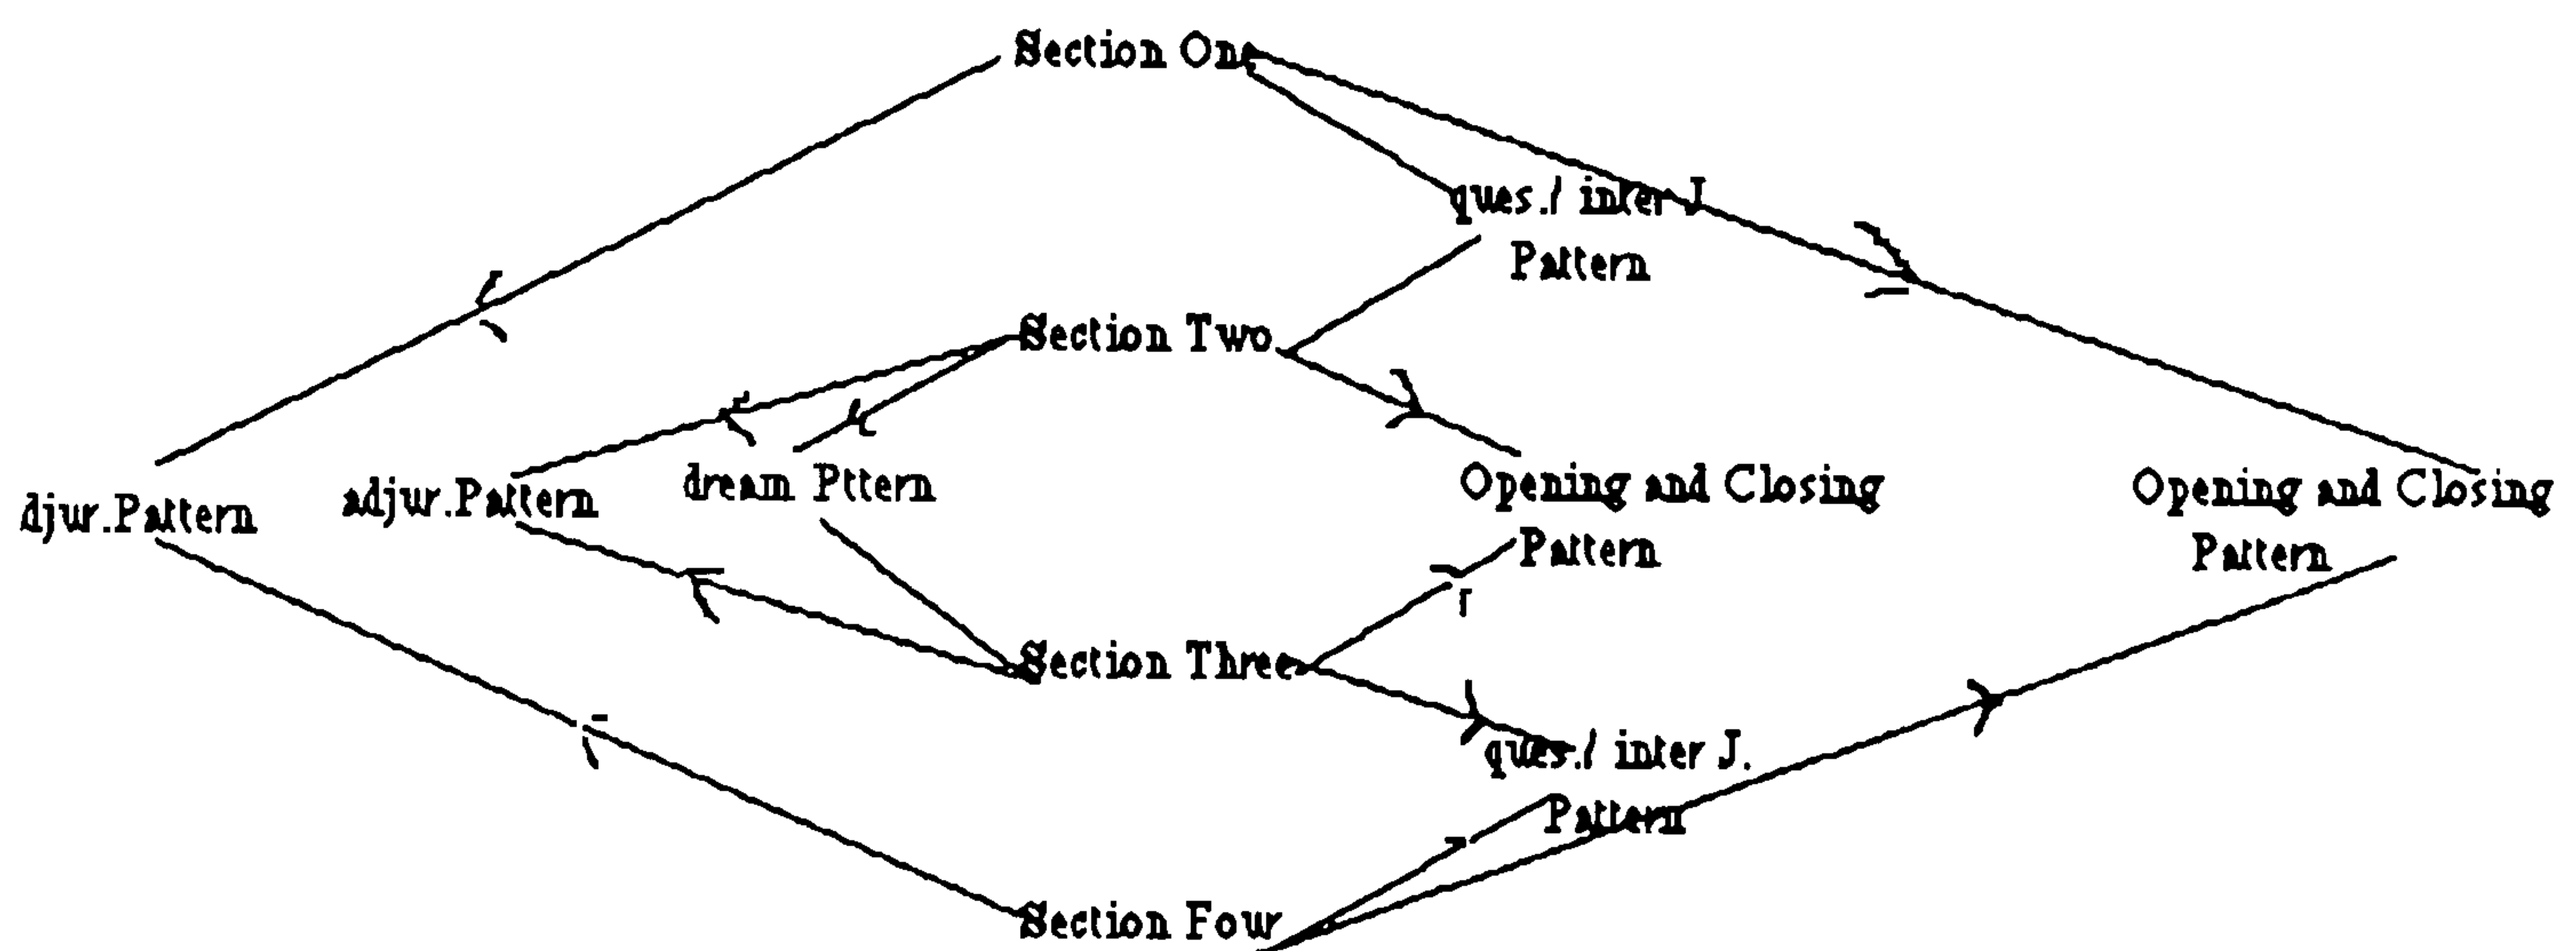 Section One
ques./ inter J
Pattern
Section Two
djur.Pattern
adjur.Pattern
dream Pttern
Opening and Closing
Pattern
Opening and Closing
Pattern
Section Three
ques./ inter J.
Pattern
Section Four